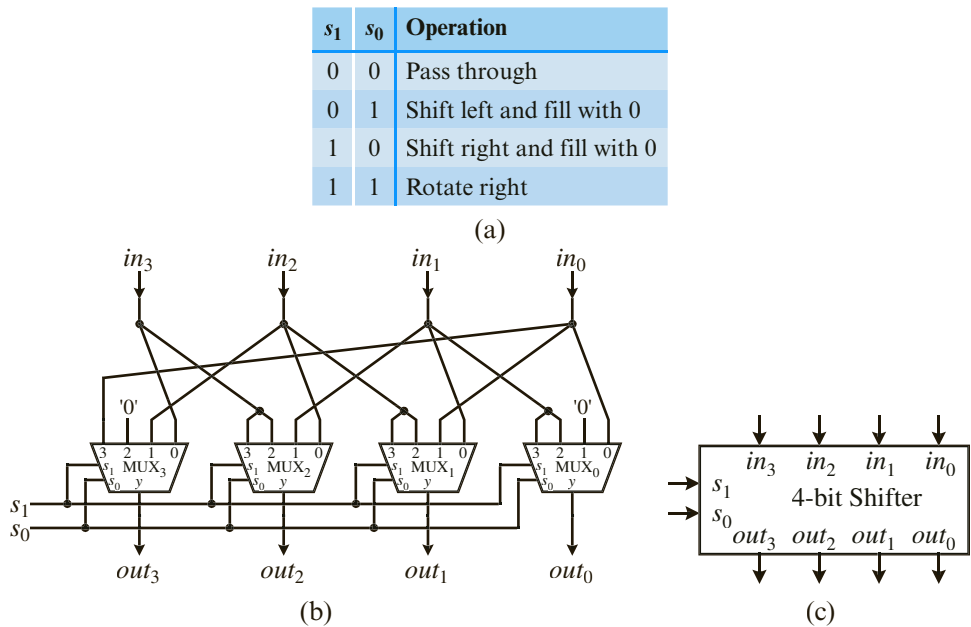 s1 s0 Operation
0 0 Pass through
0 1 Shift left and fill with 0
1 0 Shift right and fill with 0
1 1 Rotate right
(a)
in3 in2 in1 in0
'0' '0'
3 2 1 0 3 2 1 0 3 2 1 0 3 2 1 0
s1 MUX3 s1 MUX2 s1 MUX1 s1 MUX0
s0 y s0 y s0 y s0 y
s1
s0
out3 out2 out1 out0
(b)
in3 in2 in1 in0
s1
4-bit Shifter
s0
out3 out2 out1 out0
(c)